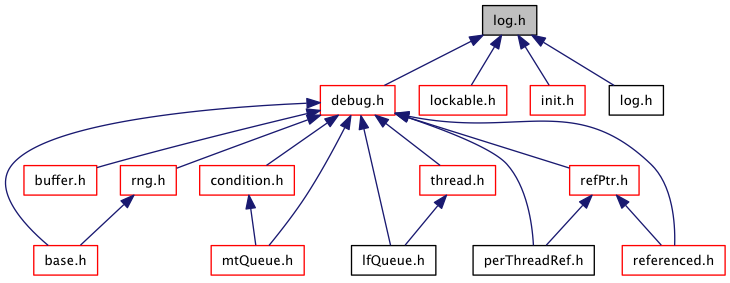 log.h
debug.h
lockable.h
init.h
log.h
buffer.h
rng.h
condition.h
thread.h
refPtr.h
base.h
mtQueue.h
lfQueue.h
perThreadRef.h
referenced.h